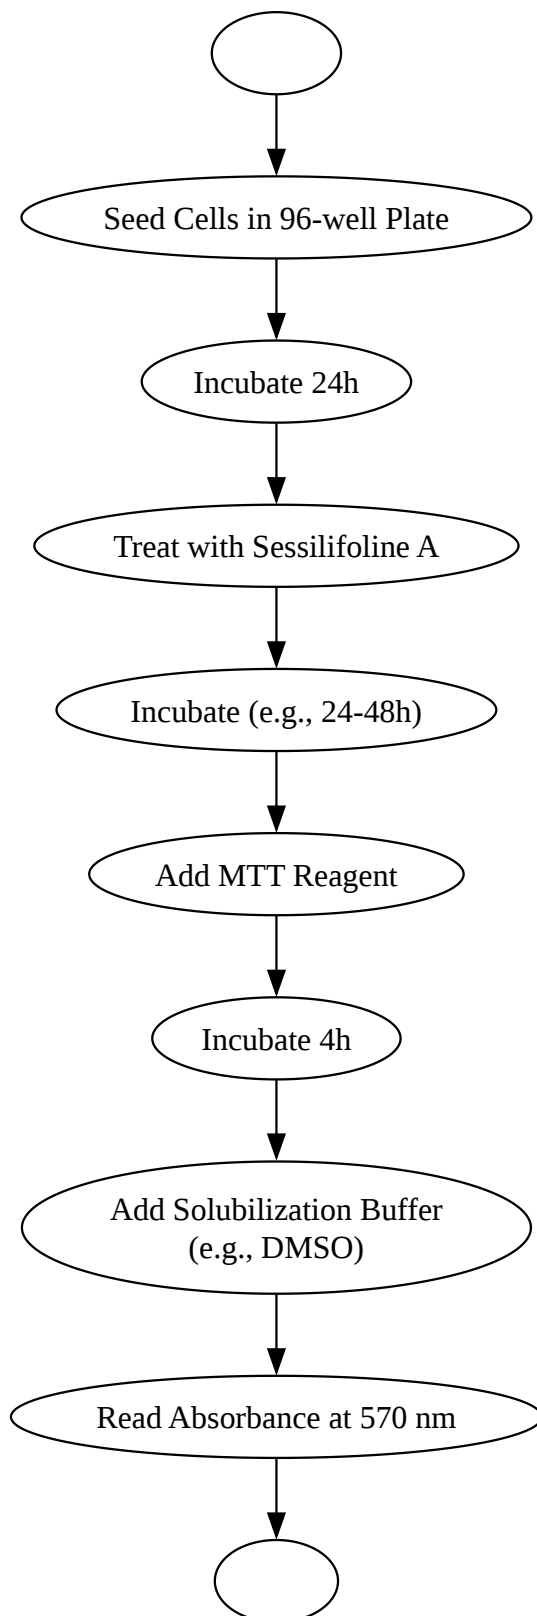 Seed Cells in 96-well Plate
Incubate 24h
Treat with Sessilifoline A
Incubate (e.g., 24-48h)
Add MTT Reagent
Incubate 4h
Add Solubilization Buffer
(e.g., DMSO)
Read Absorbance at 570 nm